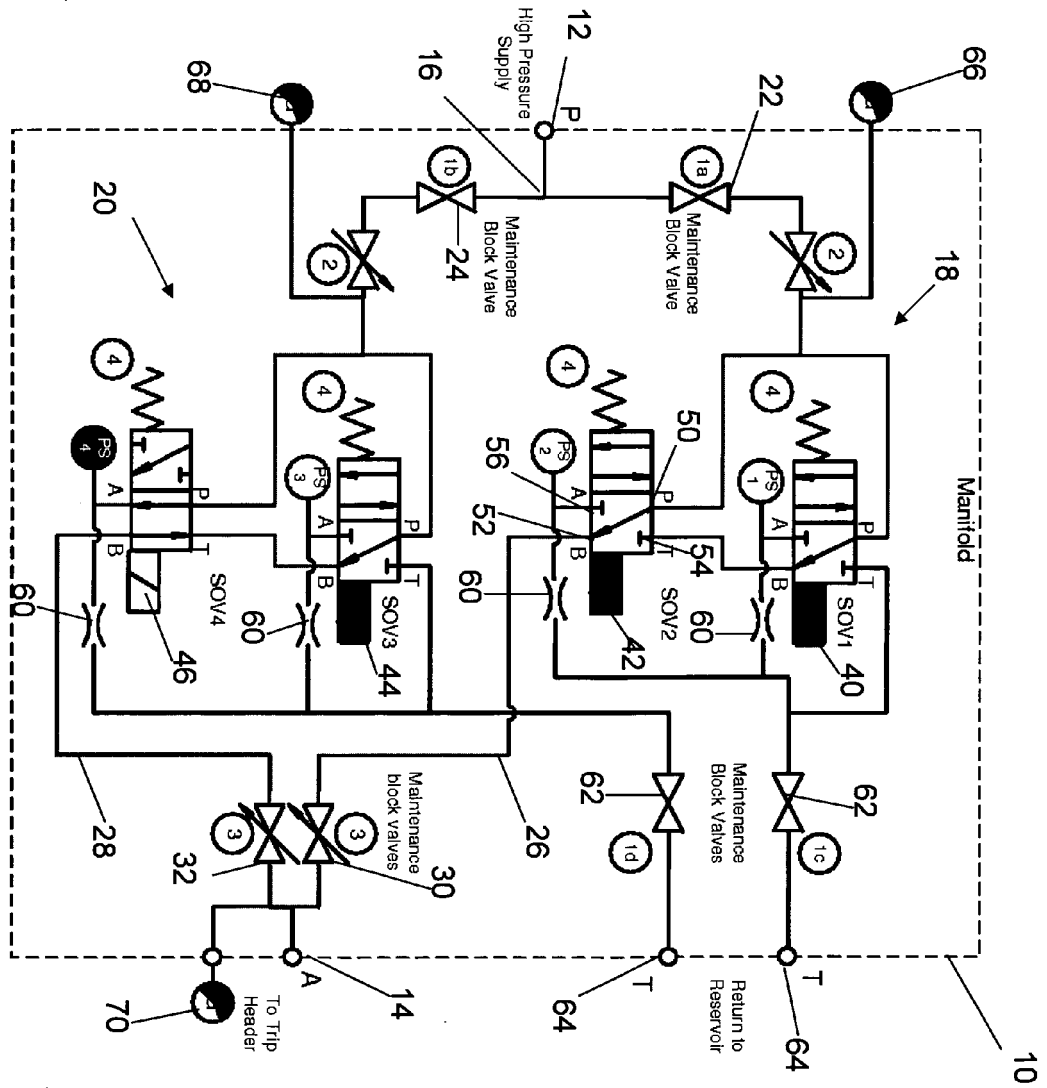 12
High Pressure
Supply
P
16
68
66
22
1a
1b
24
20
18
2
2
Maintenance
Block Valve
Maintenance
Block Valve
Manifold
4
4
4
4
PS
4
PS
3
PS
2
PS
1
A
P
B
T
A
P
B
T
A
B
T
A
P
B
T
50
56
52
54
SOV4
SOV3
SOV2
SOV1
60
60
60
60
46
44
42
40
28
32
3
3
30
Maintenance
block valves
26
62
62
1d
1c
Maintenance
Block Valves
70
To Trip
Header
A
14
64
T
Return to
Reservoir
T
64
10